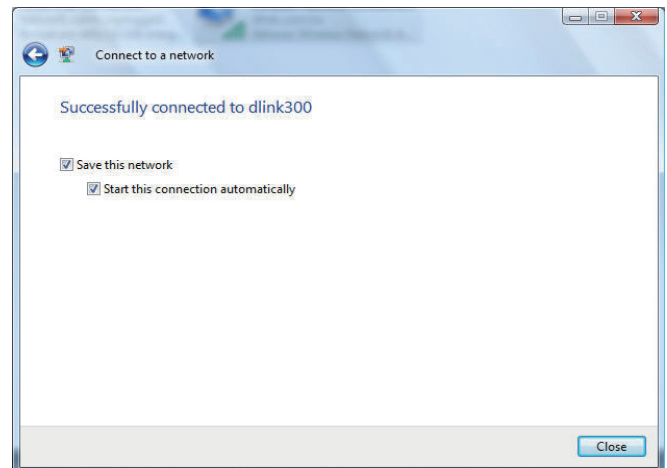 Connect to a network
Successfully connected to dlink300
Save this network
Start this connection automatically
Close